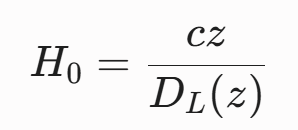 H₀ = cz / D_L(z)